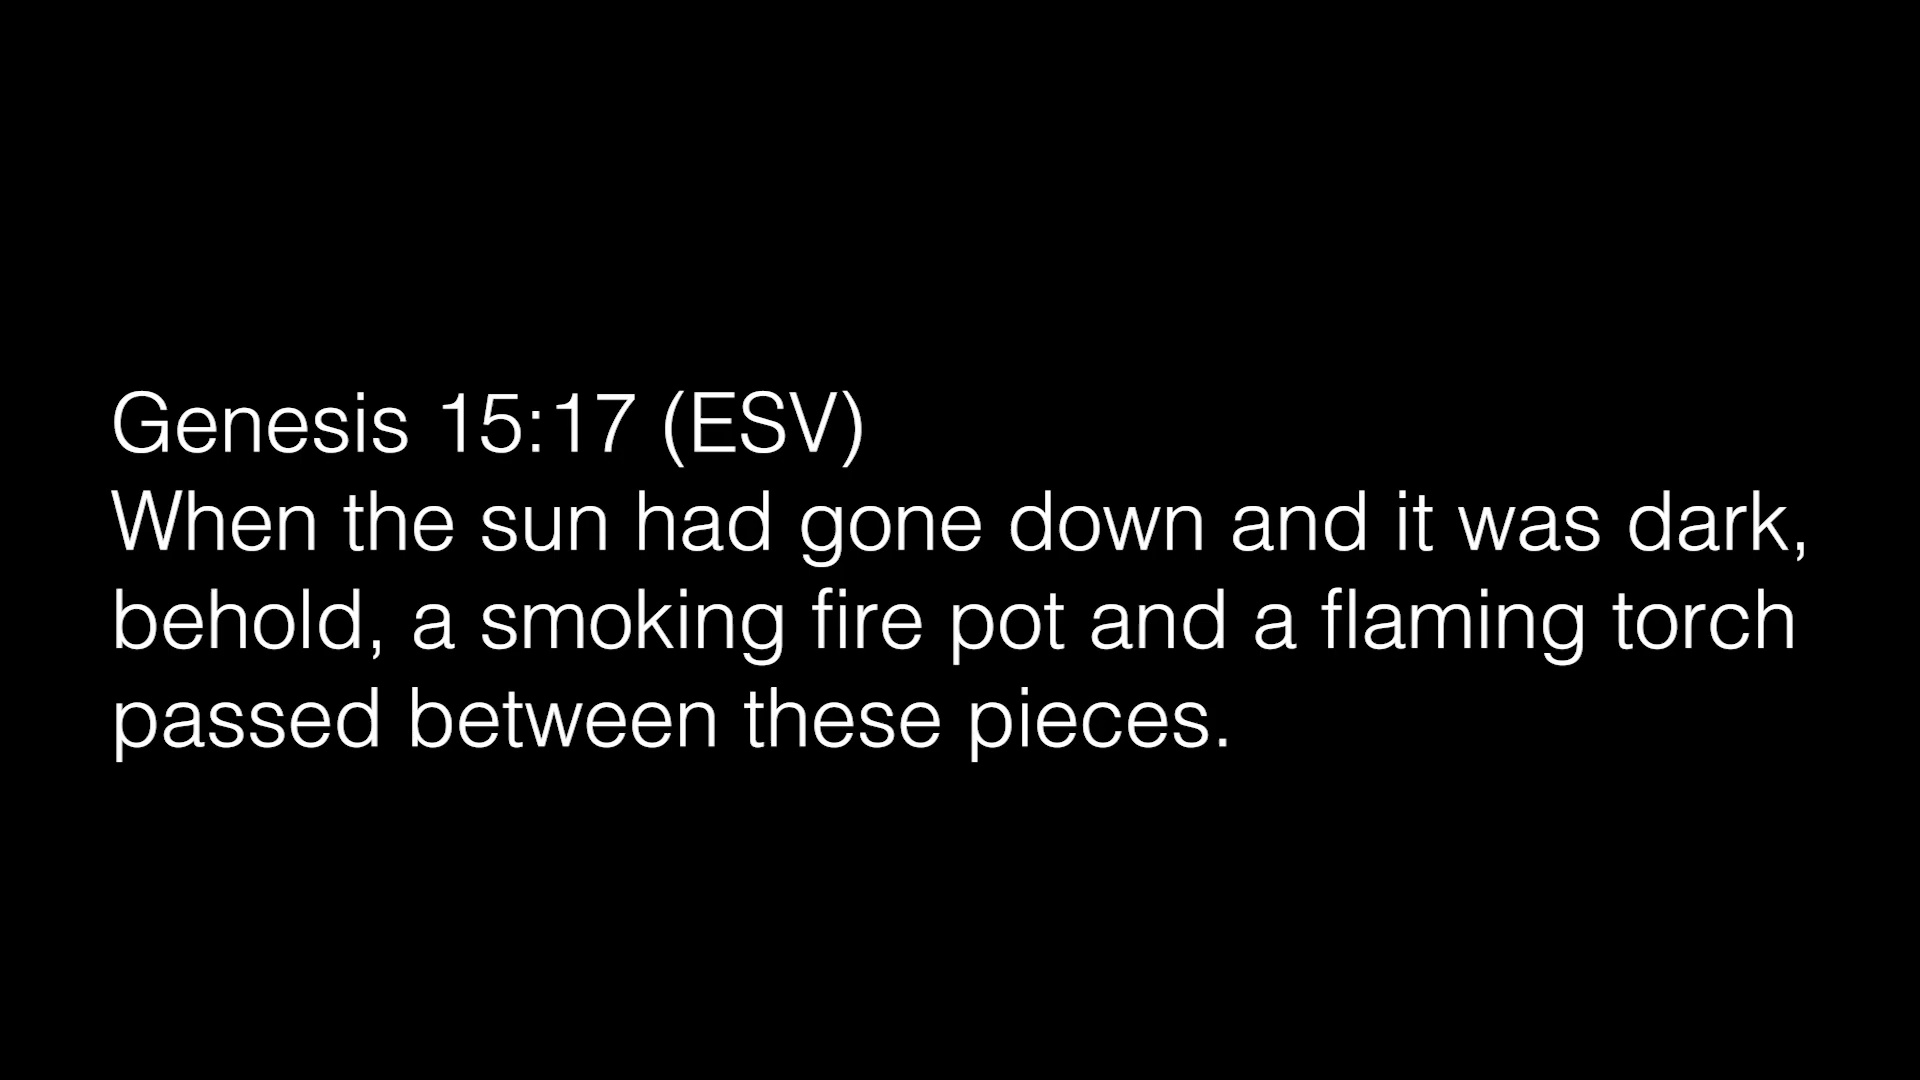 Genesis 15:17 (ESV)
When the sun had gone down and it was dark,
behold, a smoking fire pot and a flaming torch
passed between these pieces.